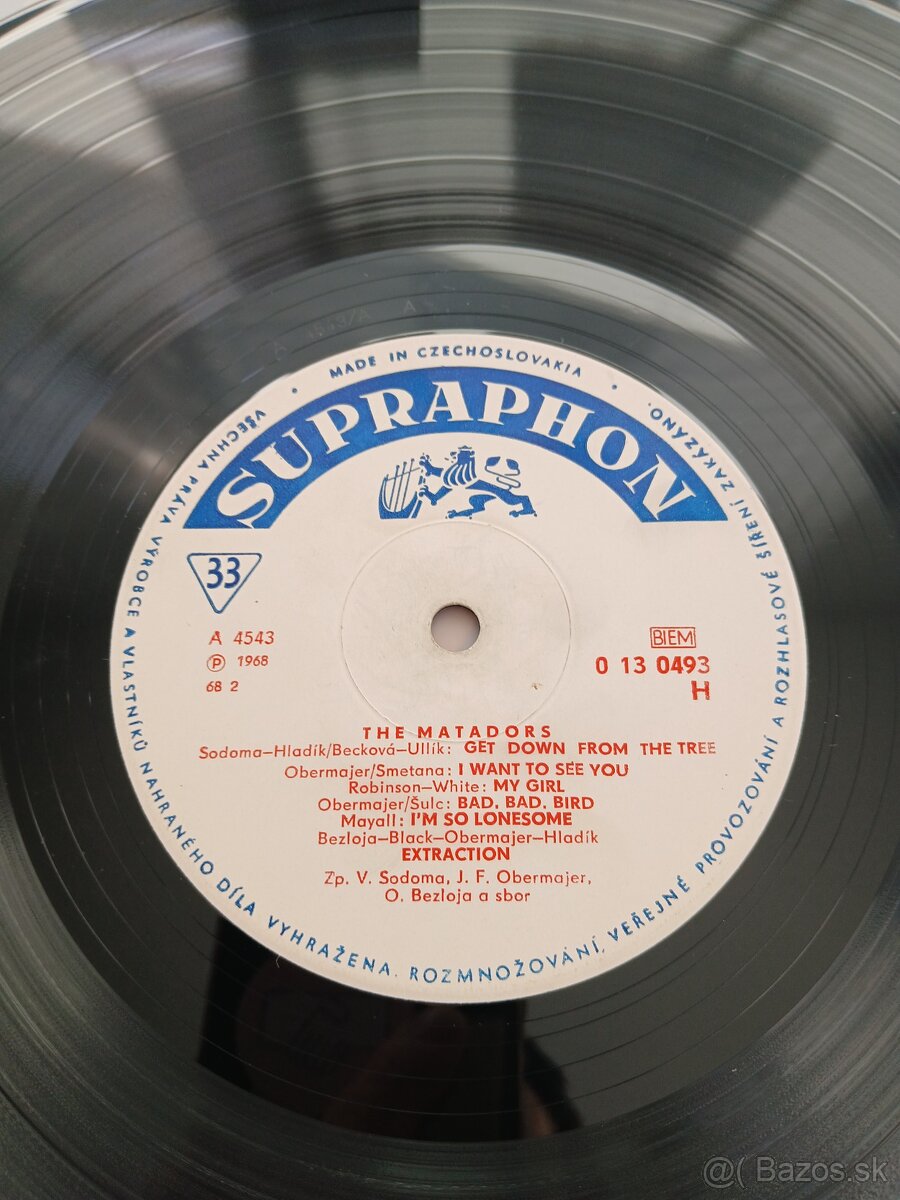 MADE IN CZECHOSLOVAKIA
SUPRAPHON
33
A 4543
Ⓟ 1968
68 2
BIEM
0 13 0493
H
THE MATADORS
Sodoma—Hladík/Becková—Ullík: GET DOWN FROM THE TREE
Obermajer/Smetana: I WANT TO SEE YOU
Robinson—White: MY GIRL
Obermajer/Šulc: BAD, BAD, BIRD
Mayall: I'M SO LONESOME
Bezloja—Black—Obermajer—Hladík
EXTRACTION
Zp. V. Sodoma, J. F. Obermajer,
O. Bezloja a sbor
VŠECHNA PRÁVA VÝROBCE A VLASTNÍKŮ NAHRANÉHO DÍLA VYHRAŽENA. ROZMNOŽOVÁNÍ, VEŘEJNÉ PROVOZOVÁNÍ A ROZHLASOVÉ ŠÍŘENÍ ZAKÁZÁNO.
@( Bazos.sk